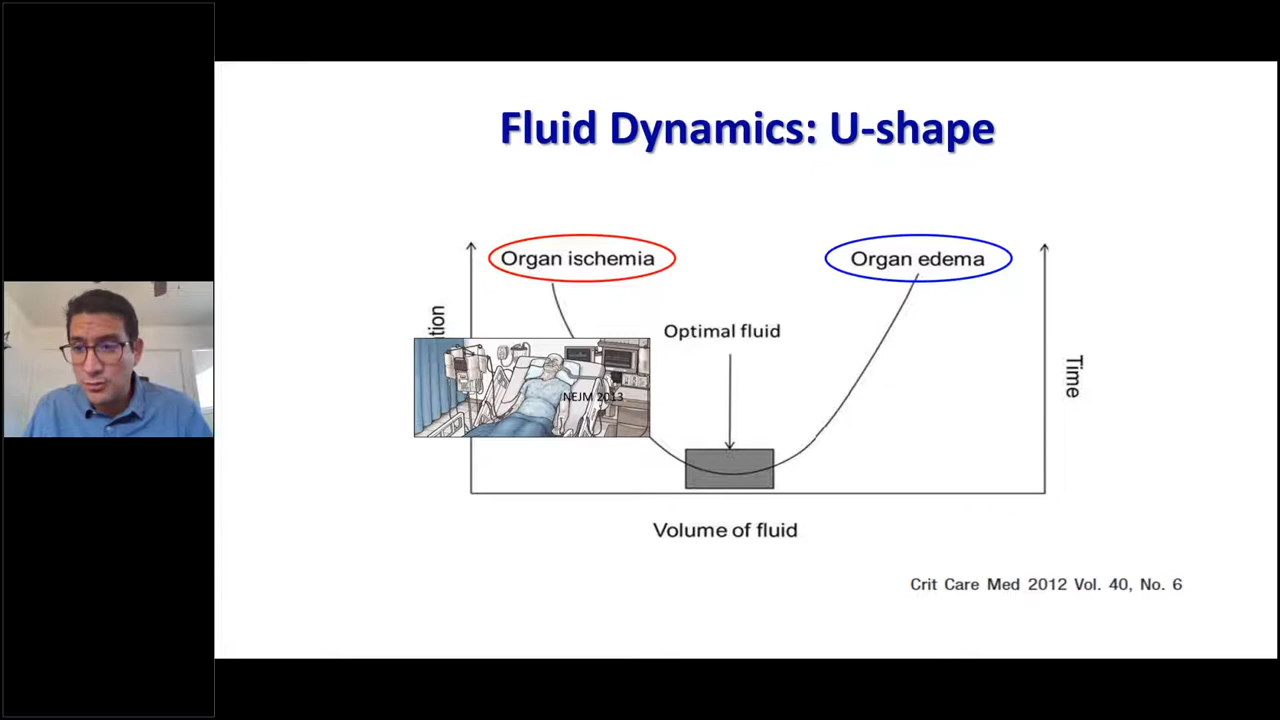 Fluid Dynamics: U-shape
Organ ischemia
Organ edema
Optimal fluid
NEJM 2013
Time
Volume of fluid
Crit Care Med 2012 Vol. 40, No. 6